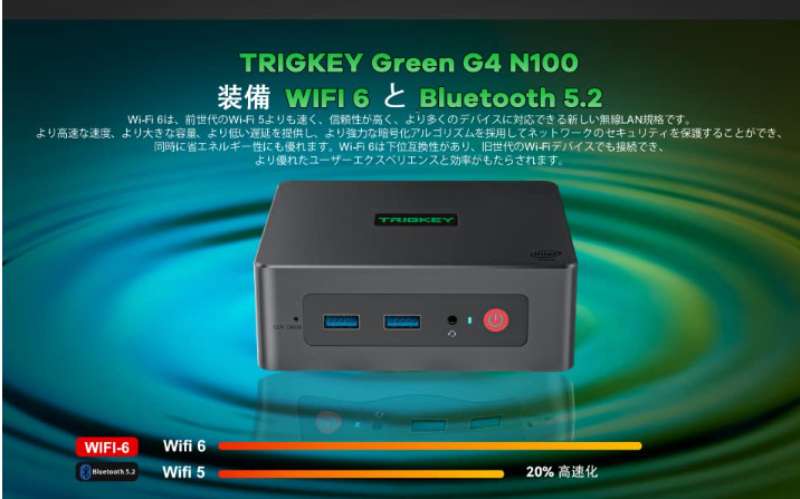 TRIGKEY Green G4 N100
装備 WIFI 6 と Bluetooth 5.2
Wi-Fi 6は、前世代のWi-Fi 5よりも速く、信頼性が高く、より多くのデバイスに対応できる新しい無線LAN規格です。
より高速な速度、より大きな容量、より低い遅延を提供し、より強力な暗号化アルゴリズムを採用してネットワークのセキュリティを保護することができ、
同時に省エネルギー性にも優れます。Wi-Fi 6は下位互換性があり、旧世代のWi-Fiデバイスでも接続でき、
より優れたユーザーエクスペリエンスと効率がもたらされます。
TRIGKEY
intel
CLR CMOS
WIFI-6 Wifi 6
Bluetooth 5.2 Wifi 5 20% 高速化